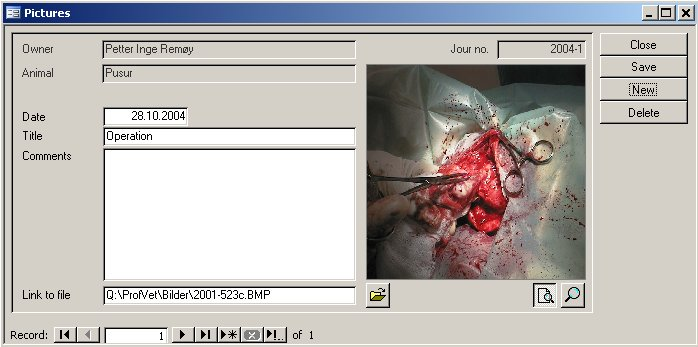 Pictures
Owner Petter Inge Remøy Jour no. 2004-1
Animal Pusur
Date 28.10.2004
Title Operation
Comments
Link to file Q:\ProfVet\Bilder\2001-523c.BMP
Close
Save
New
Delete
Record: 1 of 1